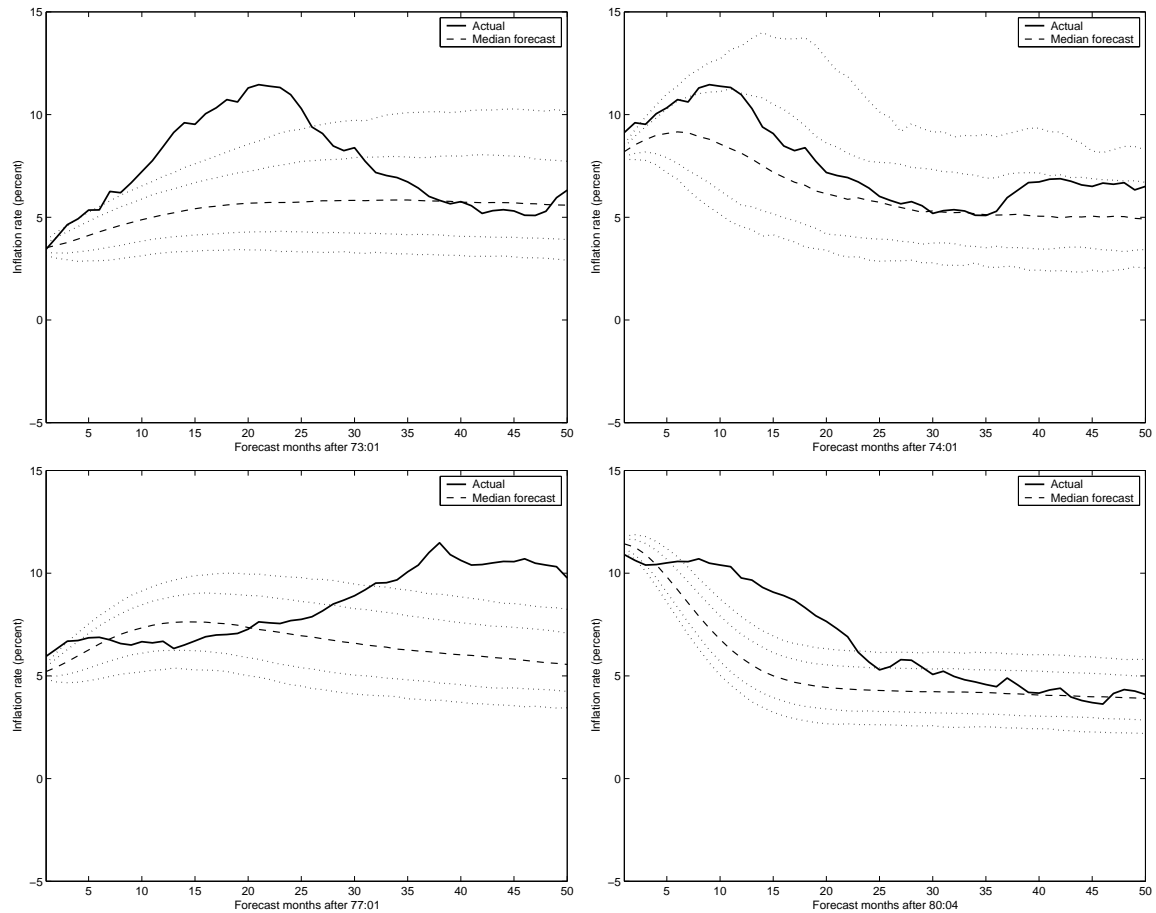 15
10
5
0
−5
Inflation rate (percent)
Actual
Median forecast
5 10 15 20 25 30 35 40 45 50
Forecast months after 73:01
15
10
5
0
−5
Inflation rate (percent)
Actual
Median forecast
5 10 15 20 25 30 35 40 45 50
Forecast months after 74:01
15
10
5
0
−5
Inflation rate (percent)
Actual
Median forecast
5 10 15 20 25 30 35 40 45 50
Forecast months after 77:01
15
10
5
0
−5
Inflation rate (percent)
Actual
Median forecast
5 10 15 20 25 30 35 40 45 50
Forecast months after 80:04